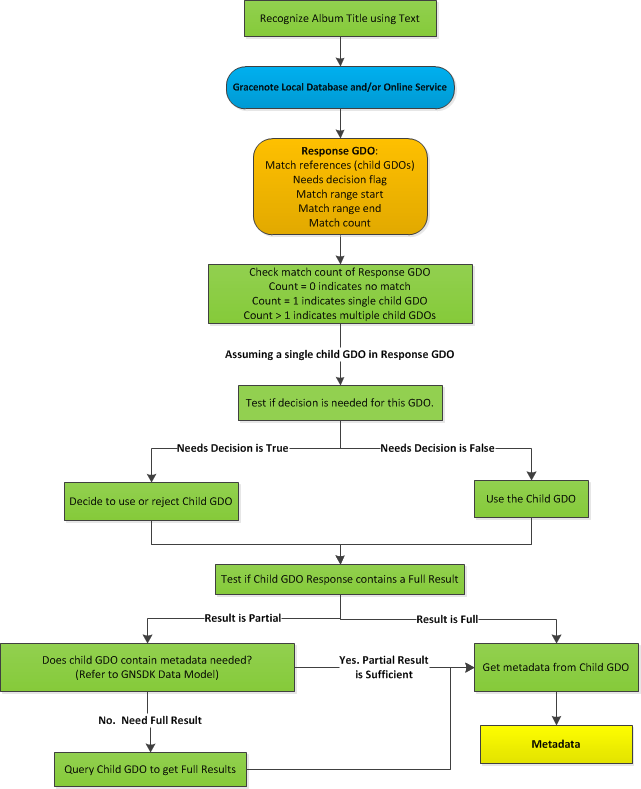 Recognize Album Title using Text
Gracenote Local Database and/or Online Service
Response GDO:
Match references (child GDOs)
Needs decision flag
Match range start
Match range end
Match count
Check match count of Response GDO
Count = 0 indicates no match
Count = 1 indicates single child GDO
Count > 1 indicates multiple child GDOs
Assuming a single child GDO in Response GDO
Test if decision is needed for this GDO.
Needs Decision is True
Needs Decision is False
Decide to use or reject Child GDO
Use the Child GDO
Test if Child GDO Response contains a Full Result
Result is Partial
Result is Full
Does child GDO contain metadata needed?
(Refer to GNSDK Data Model)
Yes. Partial Result
is Sufficient
Get metadata from Child GDO
No.  Need Full Result
Metadata
Query Child GDO to get Full Results